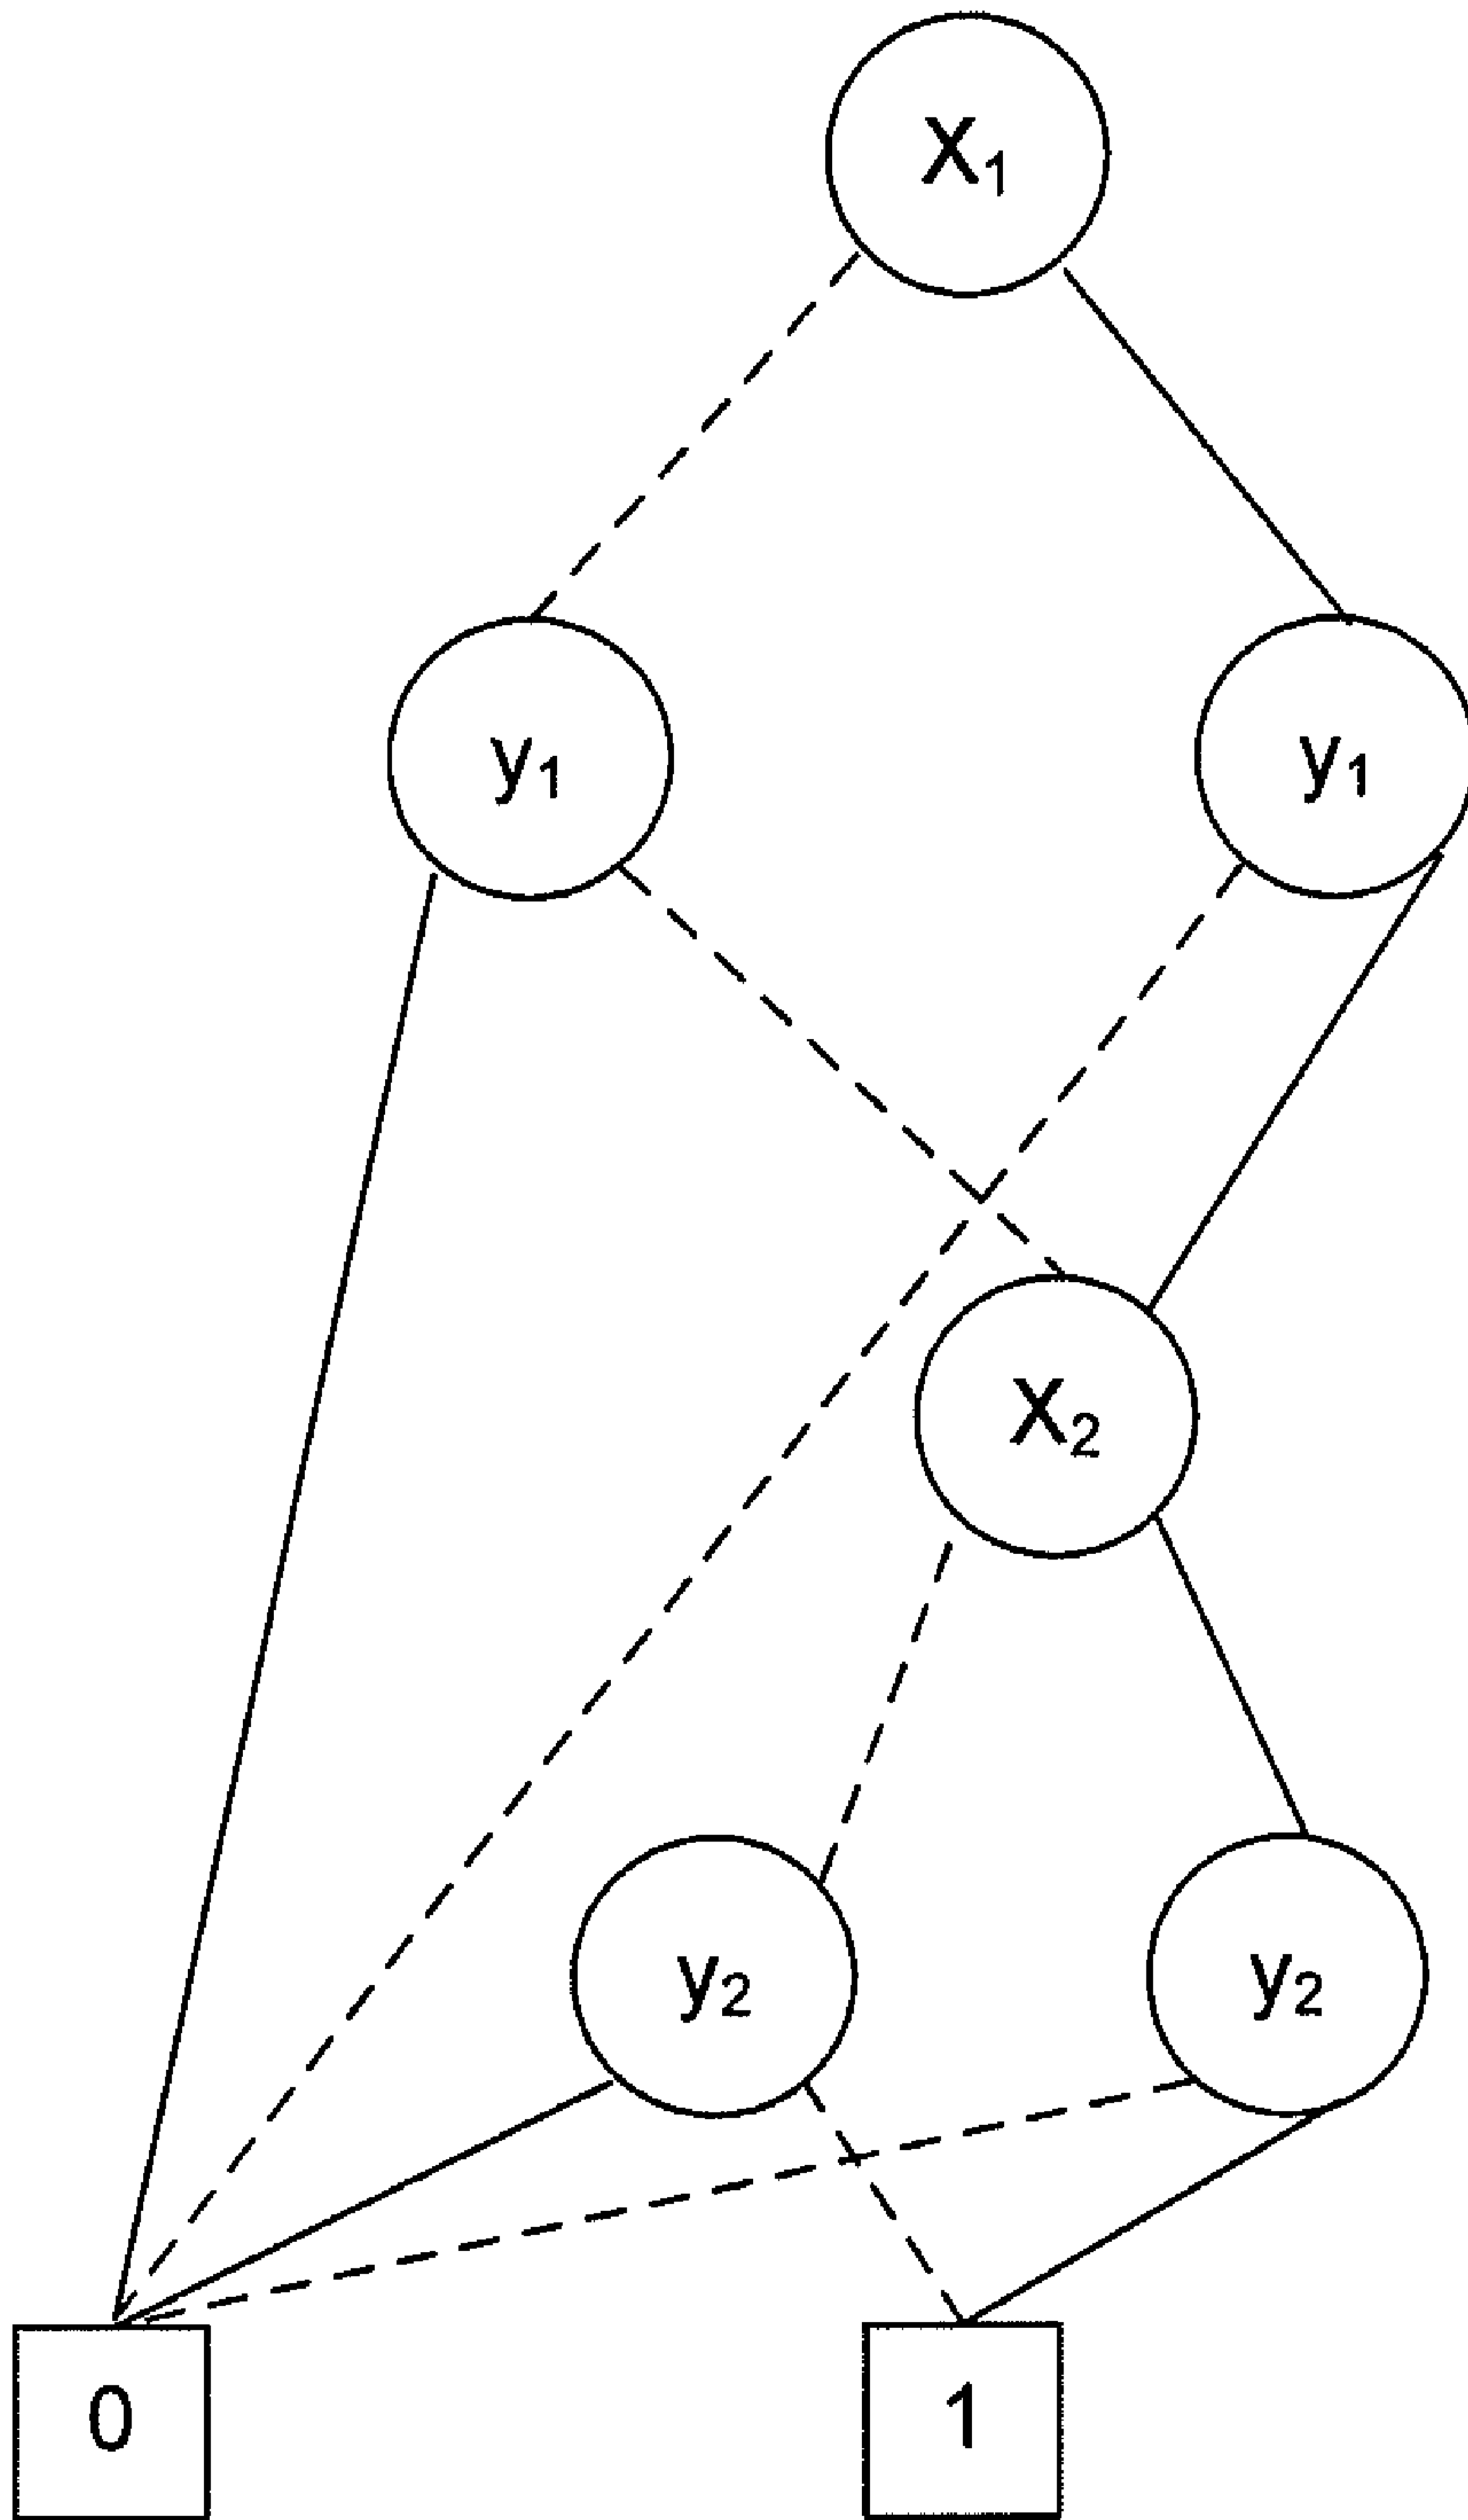 X₁
y₁ y₁
X₂
y₂ y₂
0 1